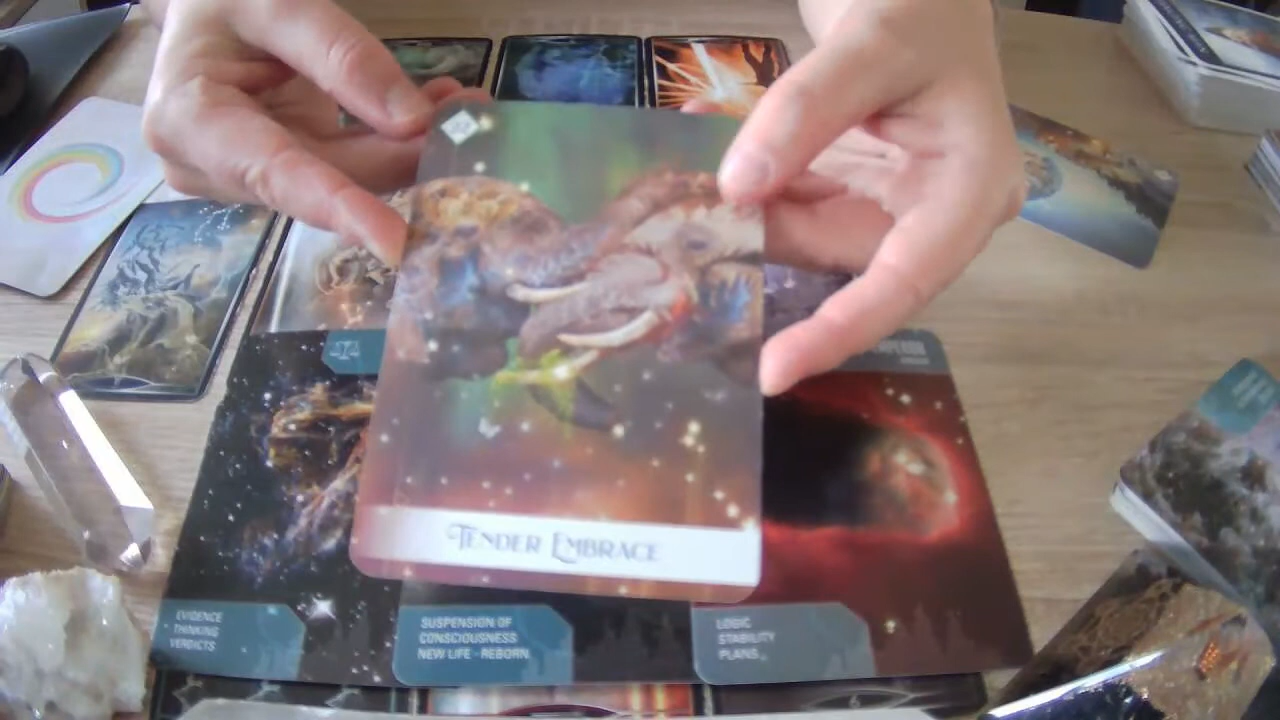 TENDER EMBRACE
EVIDENCE
THINKING
VERDICTS
SUSPENSION OF
CONSCIOUSNESS
NEW LIFE - REBORN
LOGIC
STABILITY
PLANS